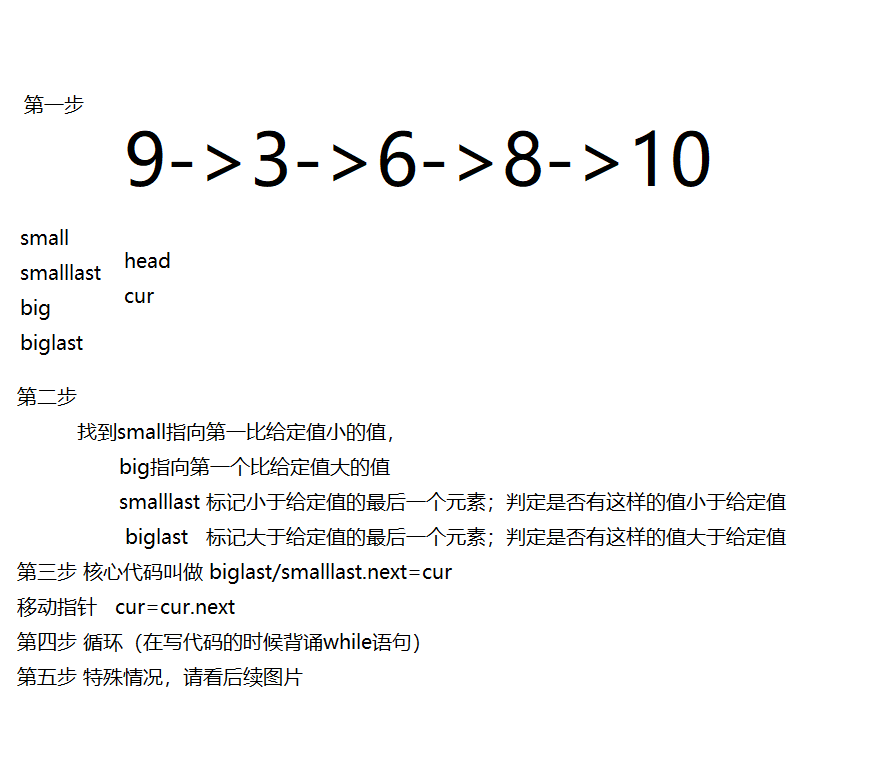 第一步
9->3->6->8->10
small
smalllast
big
biglast
head
cur
第二步
找到small指向第一比给定值小的值，
big指向第一个比给定值大的值
smalllast 标记小于给定值的最后一个元素；判定是否有这样的值小于给定值
biglast 标记大于给定值的最后一个元素；判定是否有这样的值大于给定值
第三步 核心代码叫做 biglast/smalllast.next=cur
移动指针 cur=cur.next
第四步 循环（在写代码的时候背诵while语句）
第五步 特殊情况，请看后续图片